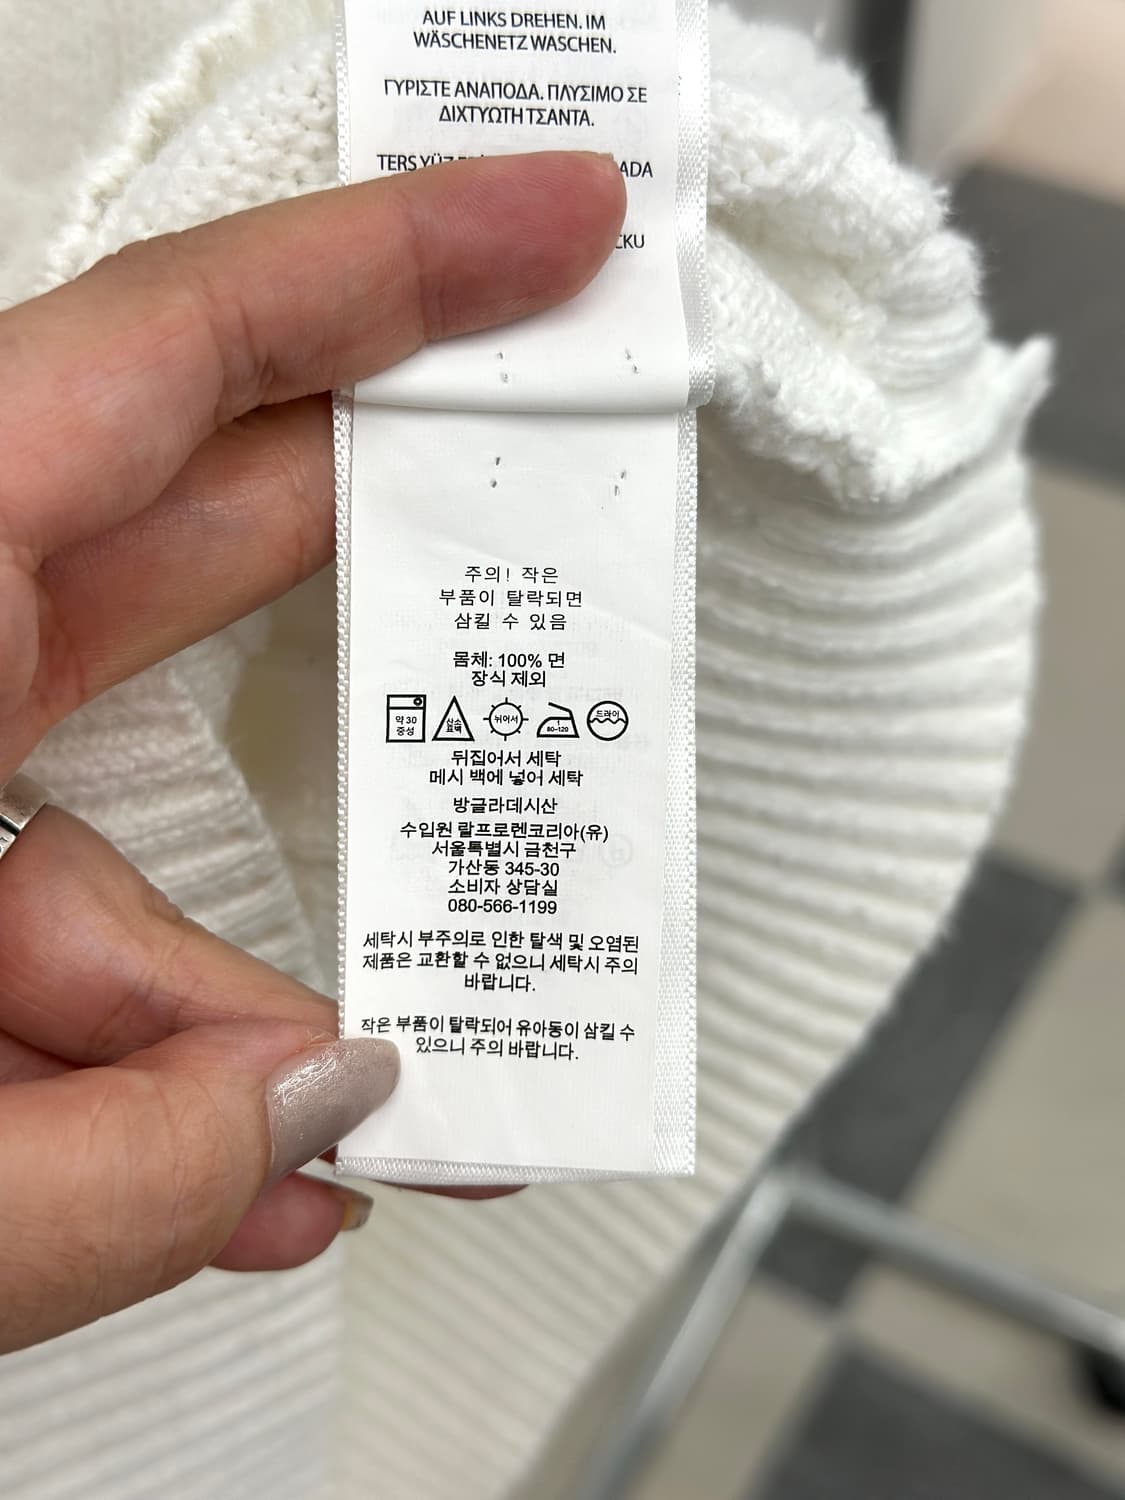 AUF LINKS DREHEN. IM
WÄSCHENETZ WASCHEN.
ΓΥΡΙΣΤΕ ΑΝΑΠΟΔΑ. ΠΛΥΣΙΜΟ ΣΕ
ΔΙΧΤΥΩΤΗ ΤΣΑΝΤΑ.
TERS
주의! 작은
부품이 탈락되면
삼킬 수 있음
몸체: 100% 면
장식 제외
약 30
중성
산소
표백
뉘어서
1
80~120
드라이
뒤집어서 세탁
메시 백에 넣어 세탁
방글라데시산
수입원 랄프로렌코리아(유)
서울특별시 금천구
가산동 345-30
소비자 상담실
080-566-1199
세탁시 부주의로 인한 탈색 및 오염된
제품은 교환할 수 없으니 세탁시 주의
바랍니다.
작은 부품이 탈락되어 유아동이 삼킬 수
있으니 주의 바랍니다.